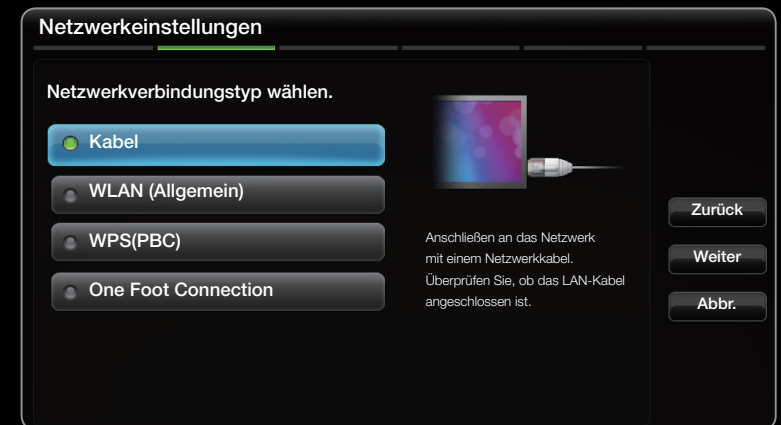 Netzwerkeinstellungen
Netzwerkverbindungstyp wählen.
Kabel
WLAN (Allgemein)
WPS(PBC)
One Foot Connection
Anschließen an das Netzwerk
mit einem Netzwerkkabel.
Überprüfen Sie, ob das LAN-Kabel
angeschlossen ist.
Zurück
Weiter
Abbr.